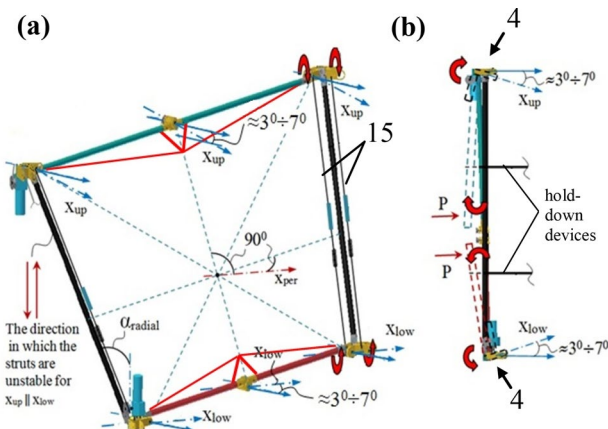 (a)
(b)
4
≈3⁰÷7⁰
Xup
≈3⁰÷7⁰
Xup
15
Xup
Xup
hold-
down
devices
P
P
90⁰
Xper
αradial
The direction
in which the
struts are
unstable for
Xup || Xlow
Xlow
Xlow
Xlow
≈3⁰÷7⁰
Xlow
≈3⁰÷7⁰
4